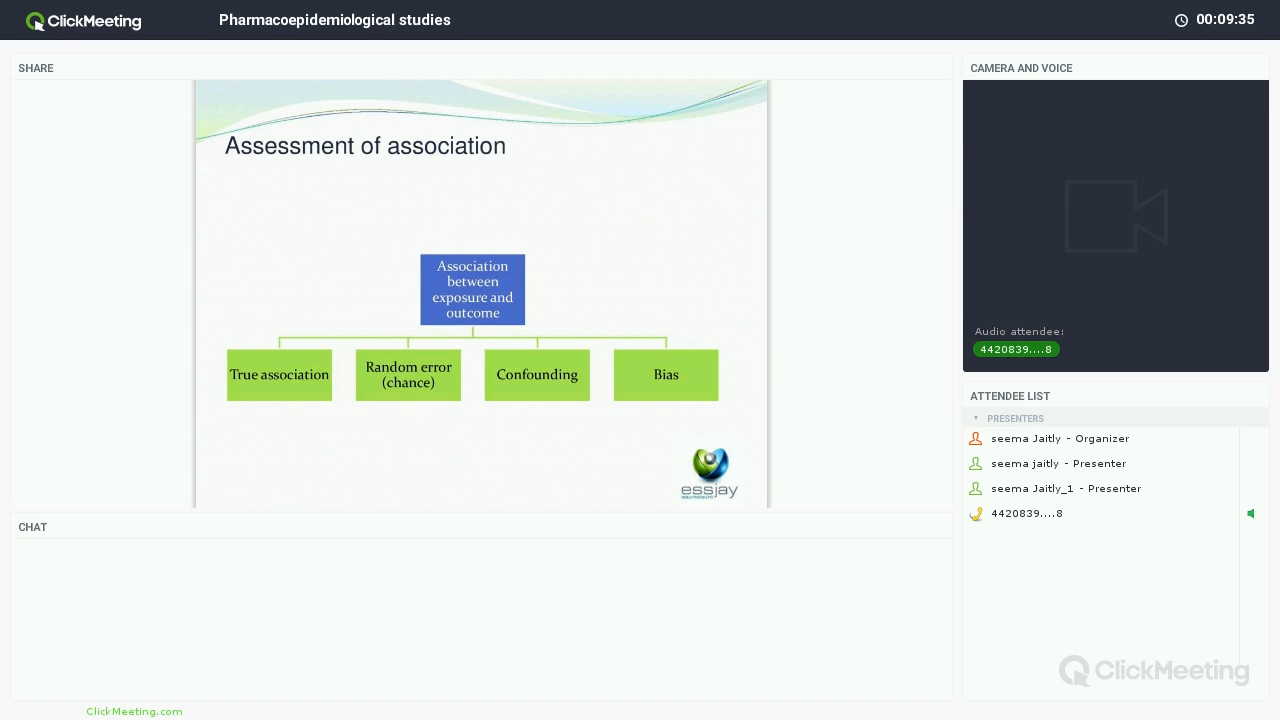 ClickMeeting
Pharmacoepidemiological studies
00:09:35
SHARE
Assessment of association
Association
between
exposure and
outcome
True association
Random error
(chance)
Confounding
Bias
essjay
CHAT
CAMERA AND VOICE
Audio attendee:
4420839....8
ATTENDEE LIST
PRESENTERS
seema Jaitly - Organizer
seema jaitly - Presenter
seema Jaitly_1 - Presenter
4420839....8
ClickMeeting
ClickMeeting.com